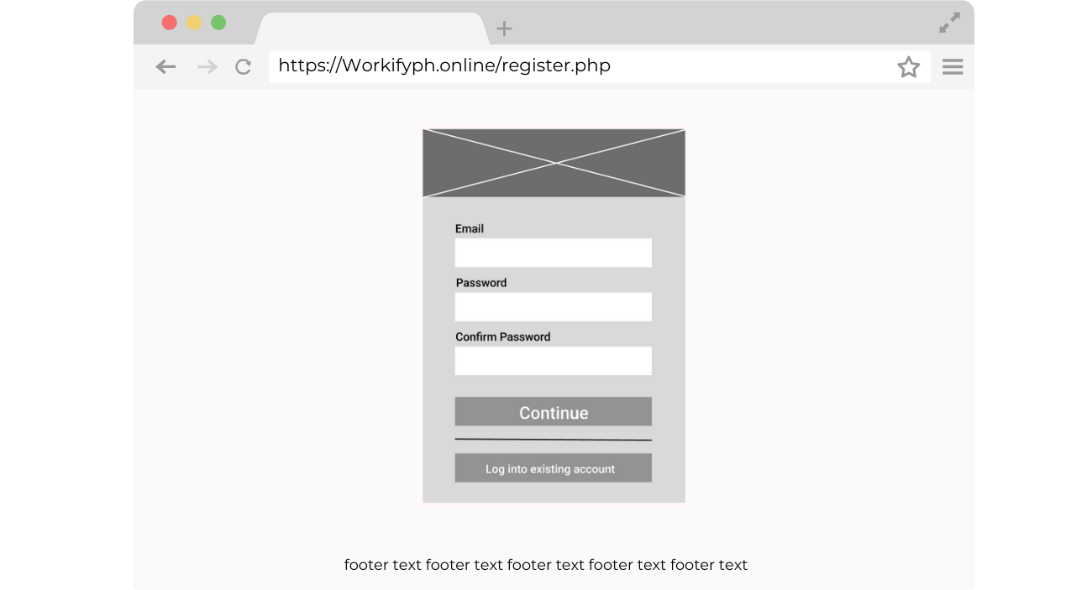 https://Workifyph.online/register.php
Email
Password
Confirm Password
Continue
Log into existing account
footer text footer text footer text footer text footer text